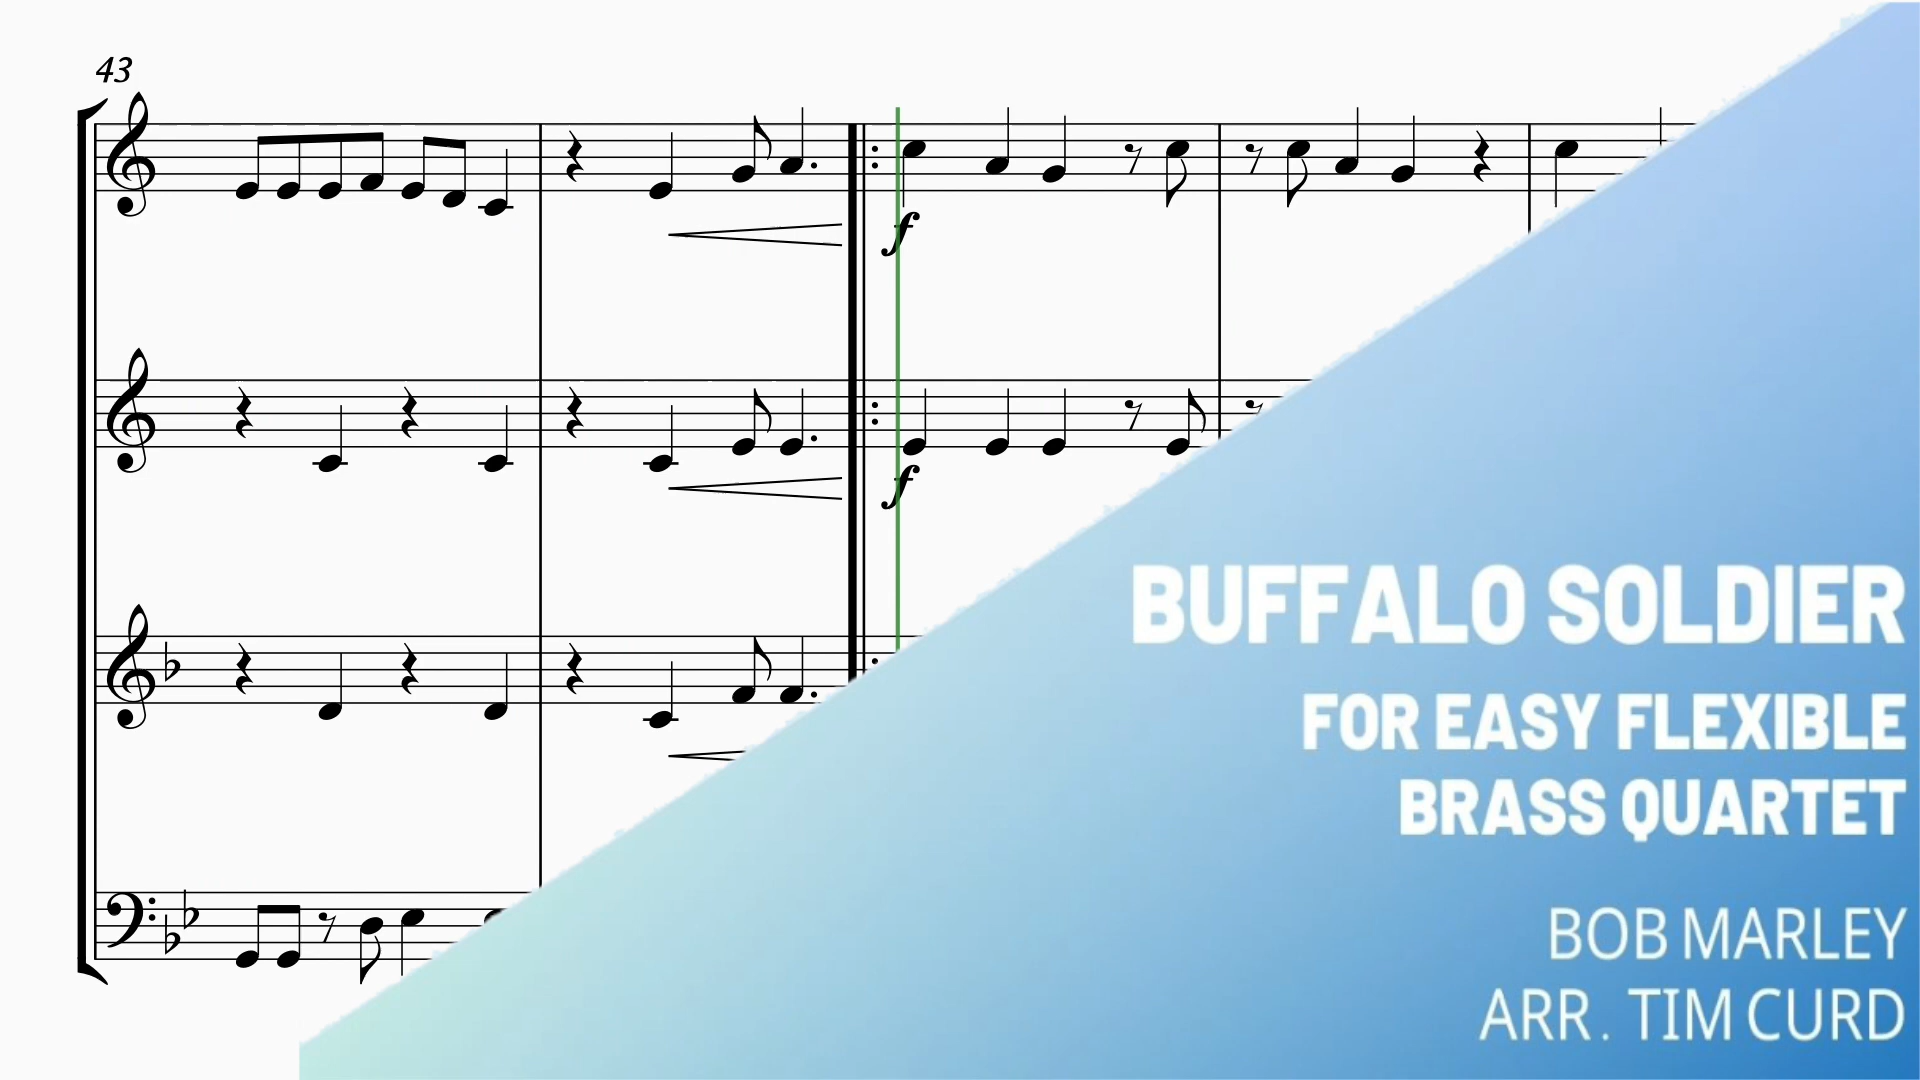 43
f
f
BUFFALO SOLDIER
FOR EASY FLEXIBLE
BRASS QUARTET
BOB MARLEY
ARR. TIM CURD